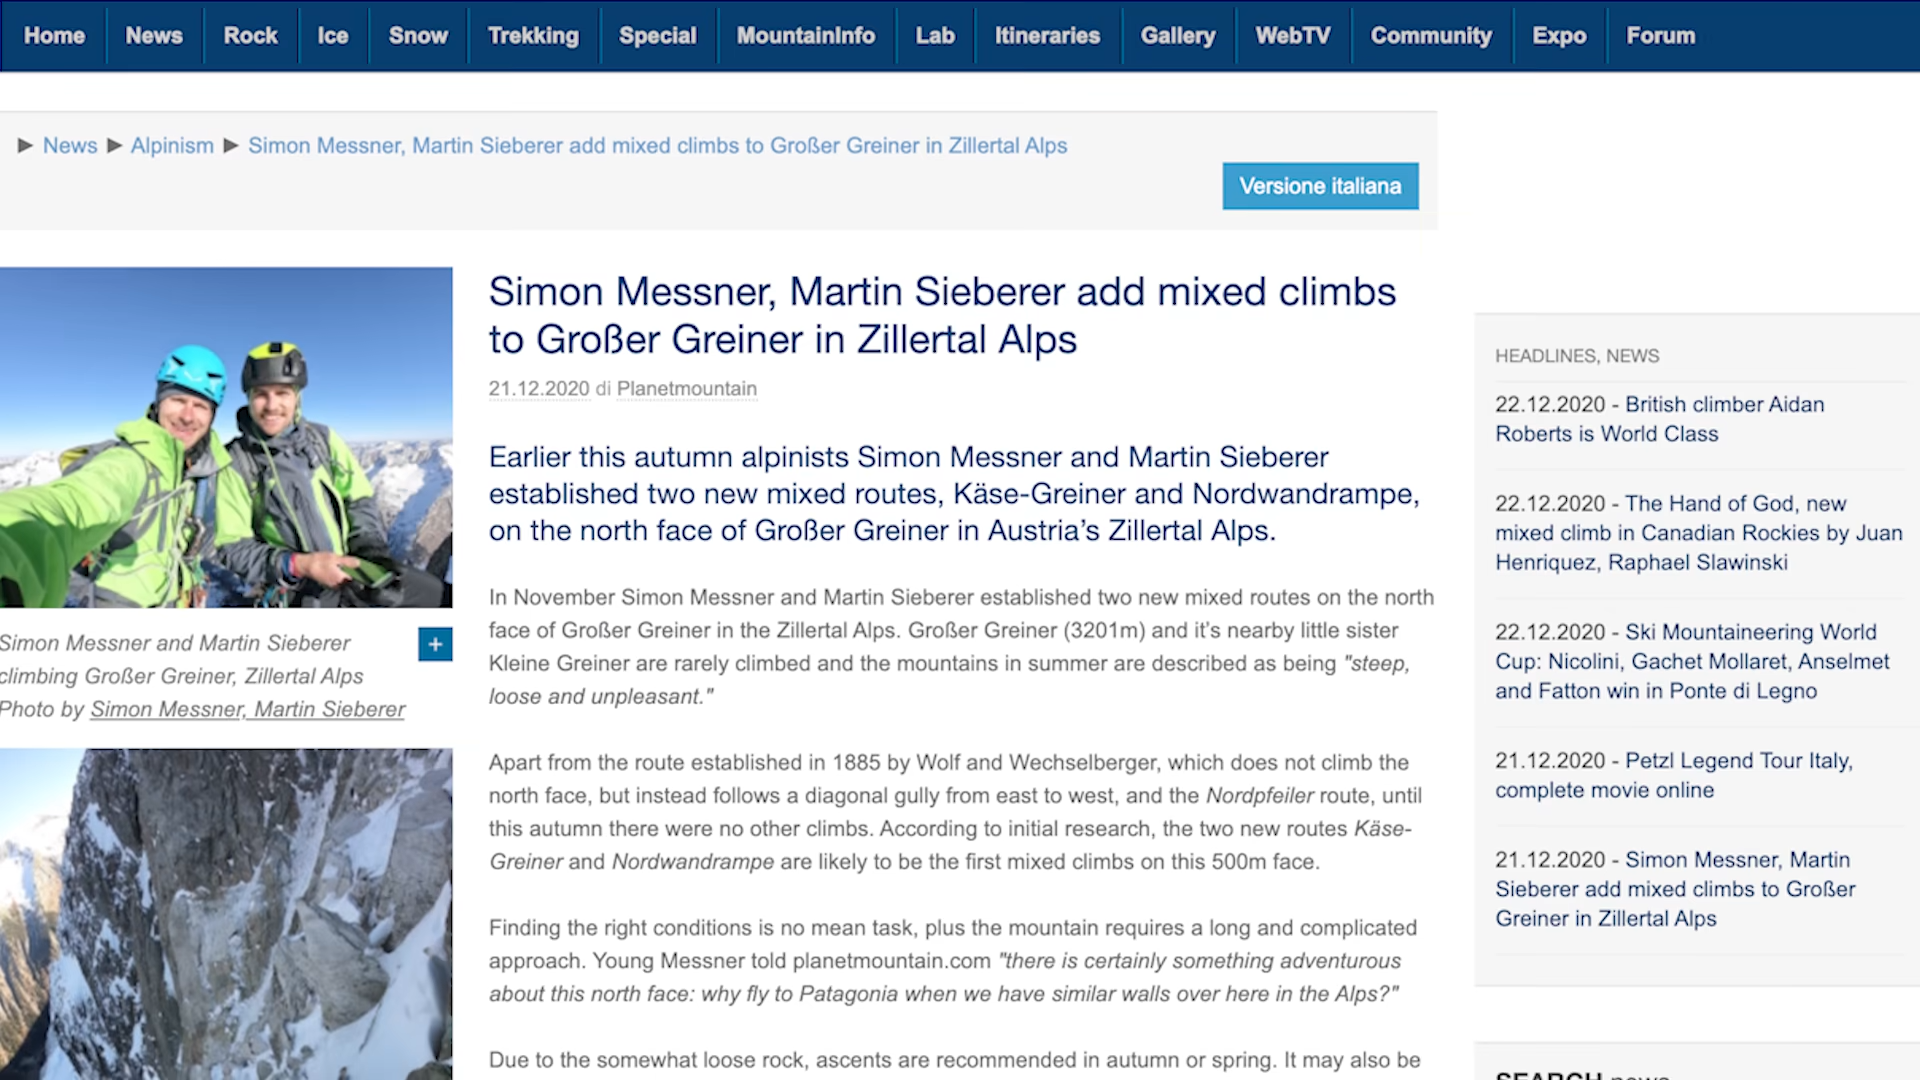 Home News Rock Ice Snow Trekking Special MountainInfo Lab Itineraries Gallery WebTV Community Expo Forum
News Alpinism Simon Messner, Martin Sieberer add mixed climbs to Großer Greiner in Zillertal Alps
Versione italiana
Simon Messner, Martin Sieberer add mixed climbs
to Großer Greiner in Zillertal Alps
21.12.2020 di Planetmountain
Earlier this autumn alpinists Simon Messner and Martin Sieberer
established two new mixed routes, Käse-Greiner and Nordwandrampe,
on the north face of Großer Greiner in Austria’s Zillertal Alps.
In November Simon Messner and Martin Sieberer established two new mixed routes on the north
face of Großer Greiner in the Zillertal Alps. Großer Greiner (3201m) and it’s nearby little sister
Kleine Greiner are rarely climbed and the mountains in summer are described as being "steep,
loose and unpleasant."
Apart from the route established in 1885 by Wolf and Wechselberger, which does not climb the
north face, but instead follows a diagonal gully from east to west, and the Nordpfeiler route, until
this autumn there were no other climbs. According to initial research, the two new routes Käse-
Greiner and Nordwandrampe are likely to be the first mixed climbs on this 500m face.
Finding the right conditions is no mean task, plus the mountain requires a long and complicated
approach. Young Messner told planetmountain.com "there is certainly something adventurous
about this north face: why fly to Patagonia when we have similar walls over here in the Alps?"
Due to the somewhat loose rock, ascents are recommended in autumn or spring. It may also be
Simon Messner and Martin Sieberer
climbing Großer Greiner, Zillertal Alps
Photo by Simon Messner, Martin Sieberer
+
HEADLINES, NEWS
22.12.2020 - British climber Aidan
Roberts is World Class
22.12.2020 - The Hand of God, new
mixed climb in Canadian Rockies by Juan
Henriquez, Raphael Slawinski
22.12.2020 - Ski Mountaineering World
Cup: Nicolini, Gachet Mollaret, Anselmet
and Fatton win in Ponte di Legno
21.12.2020 - Petzl Legend Tour Italy,
complete movie online
21.12.2020 - Simon Messner, Martin
Sieberer add mixed climbs to Großer
Greiner in Zillertal Alps
SEARCH news